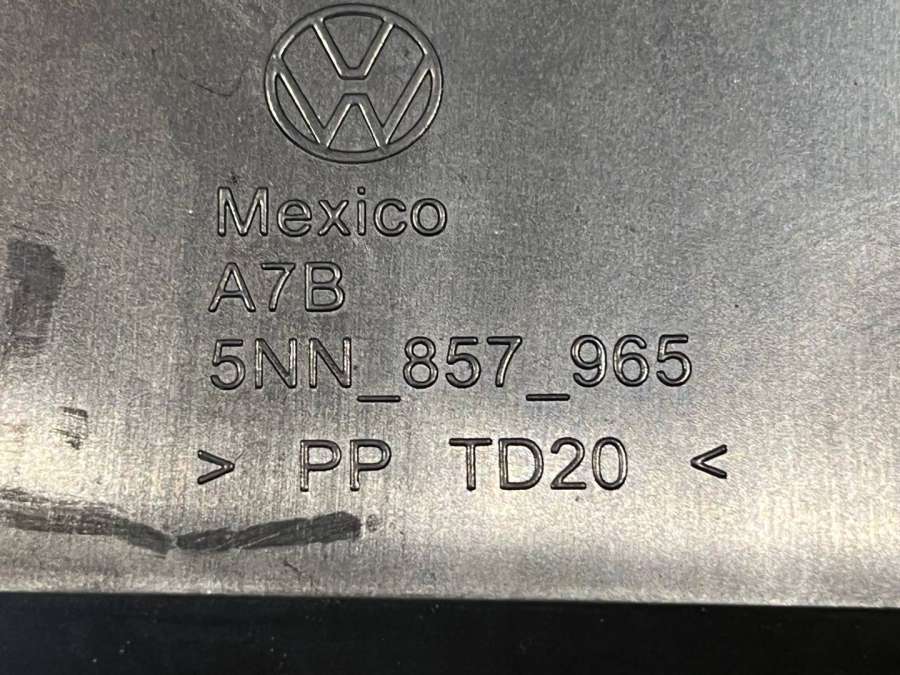 Mexico
A7B
5NN_857_965
> PP TD20 <